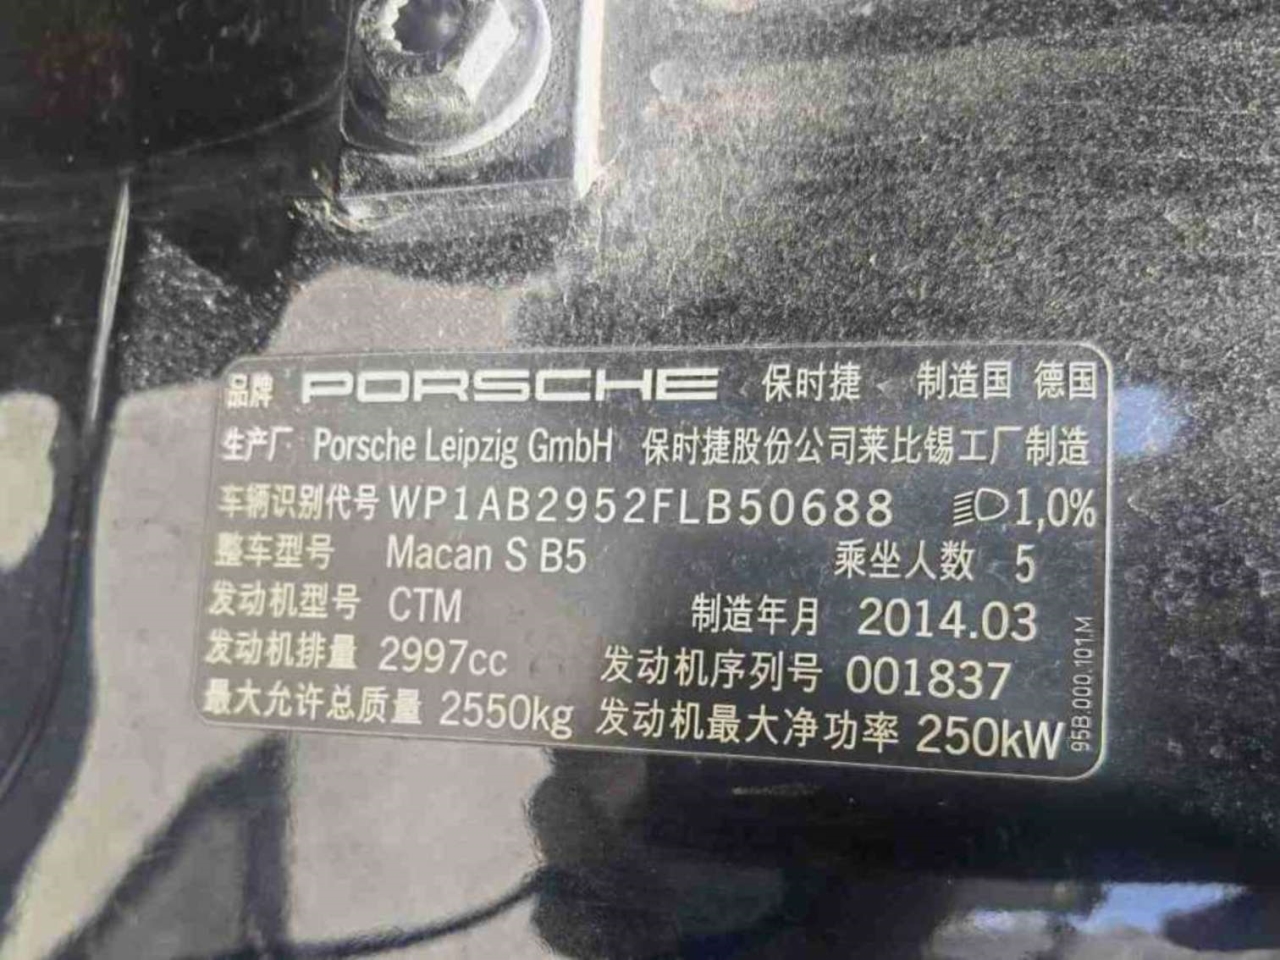 品牌 PORSCHE 保时捷 制造国 德国
生产厂 Porsche Leipzig GmbH 保时捷股份公司莱比锡工厂制造
车辆识别代号 WP1AB2952FLB50688 1,0%
整车型号 Macan S B5 乘坐人数 5
发动机型号 CTM 制造年月 2014.03
发动机排量 2997cc 发动机序列号 001837
最大允许总质量 2550kg 发动机最大净功率 250kW
95B.000.101.M